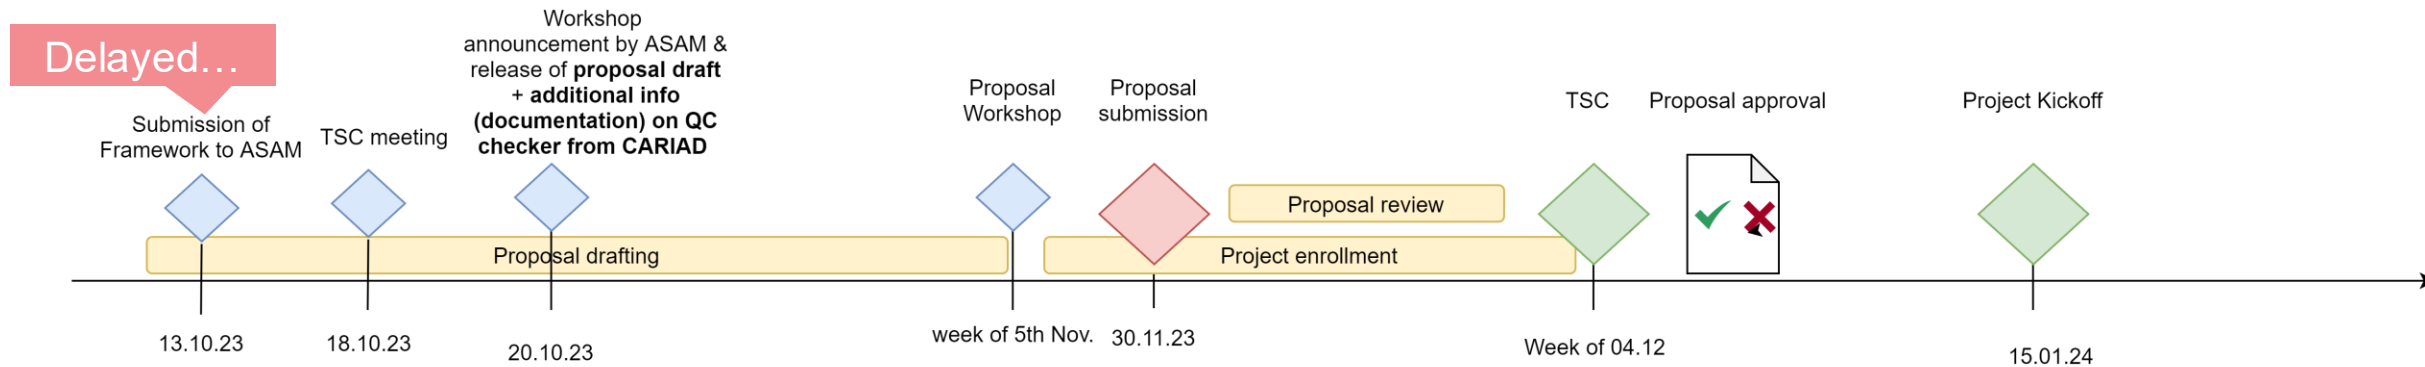 Delayed...
Submission of
Framework to ASAM
TSC meeting
Workshop
announcement by ASAM &
release of proposal draft
+ additional info
(documentation) on QC
checker from CARIAD
Proposal
Workshop
Proposal
submission
TSC
Proposal approval
Project Kickoff
Proposal review
Proposal drafting
Project enrollment
13.10.23
18.10.23
20.10.23
week of 5th Nov.
30.11.23
Week of 04.12
15.01.24